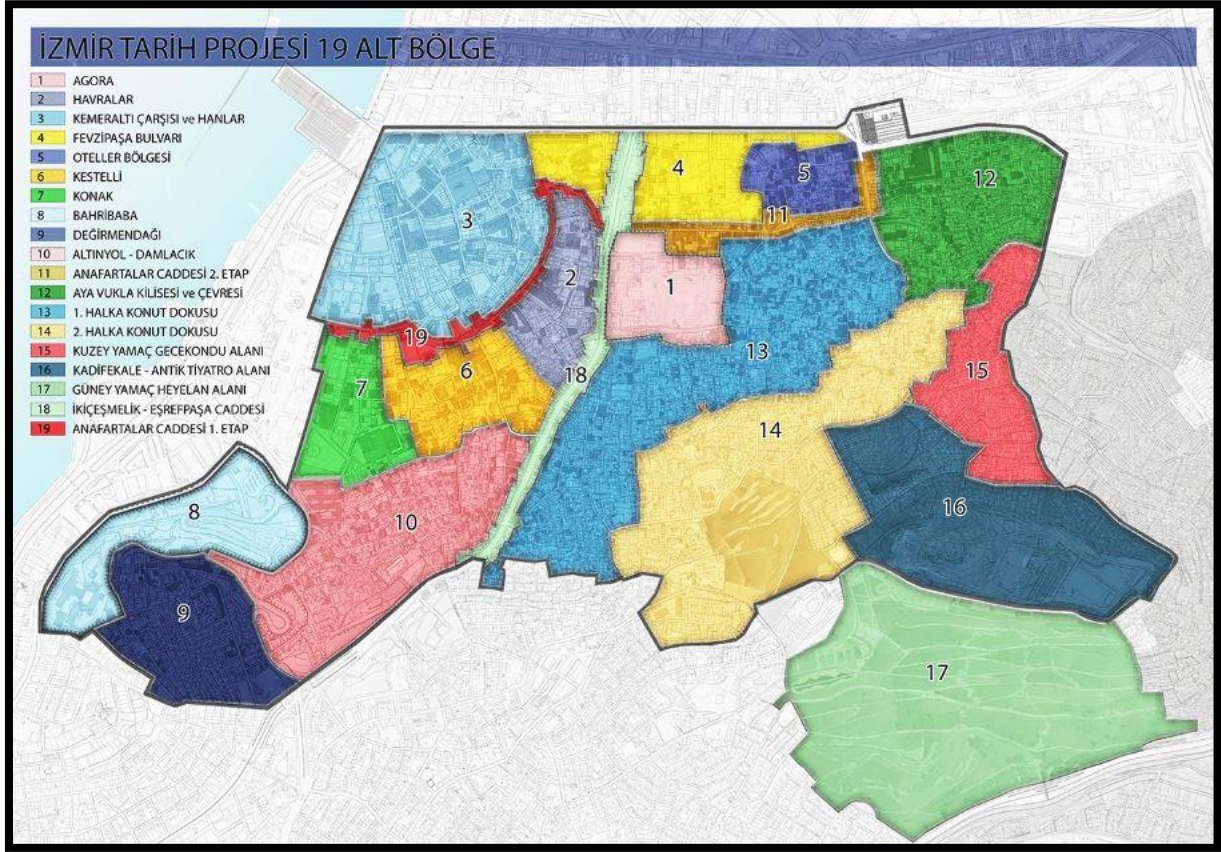 İZMİR TARİH PROJESİ 19 ALT BÖLGE
1 AGORA
2 HAVRALAR
3 KEMERALTI ÇARŞISI ve HANLAR
4 FEVZİPAŞA BULVARI
5 OTELLER BÖLGESİ
6 KESTELLİ
7 KONAK
8 BAHRİBABA
9 DEĞİRMENDAĞI
10 ALTINYOL - DAMLACIK
11 ANAFARTALAR CADDESİ 2. ETAP
12 AYA VUKLA KİLİSESİ ve ÇEVRESİ
13 1. HALKA KONUT DOKUSU
14 2. HALKA KONUT DOKUSU
15 KUZEY YAMAÇ GECEKONDU ALANI
16 KADİFEKALE - ANTİK TİYATRO ALANI
17 GÜNEY YAMAÇ HEYELAN ALANI
18 İKİÇEŞMELİK - EŞREFPAŞA CADDESİ
19 ANAFARTALAR CADDESİ 1. ETAP
4
5
12
3
11
2
1
19
13
6
18
7
15
14
8
10
16
9
17